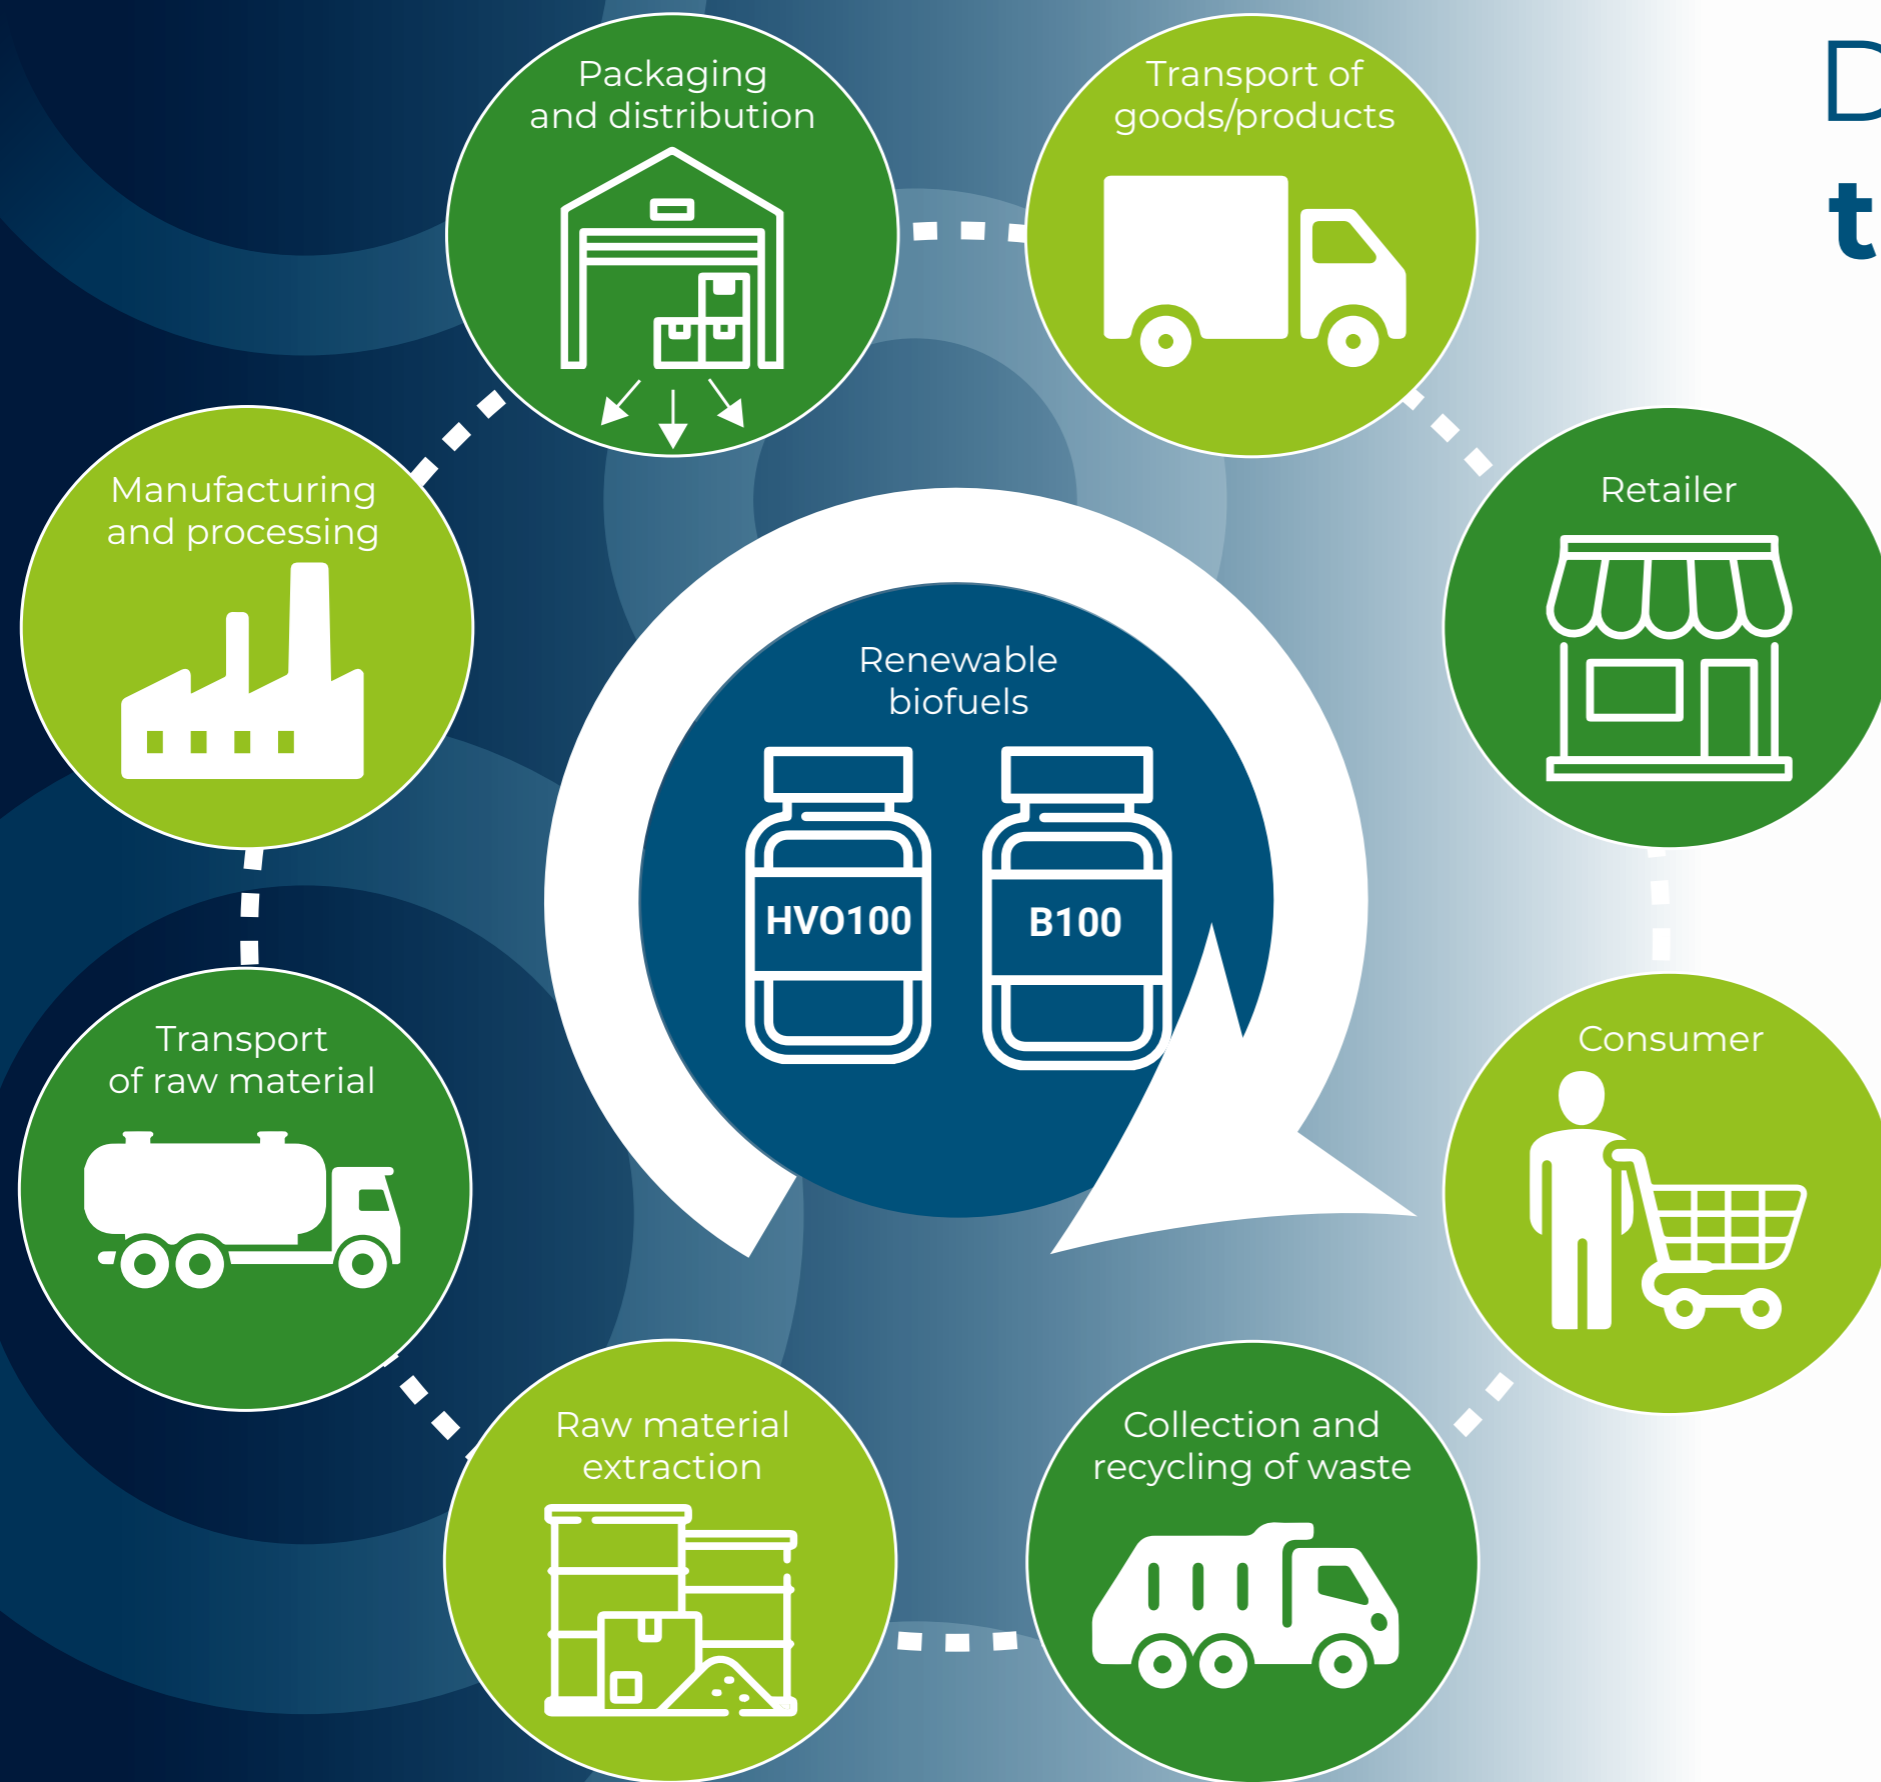 Packaging
and distribution
Transport of
goods/products
Manufacturing
and processing
Retailer
Renewable
biofuels
HVO100
B100
Transport
of raw material
Consumer
Raw material
extraction
Collection and
recycling of waste